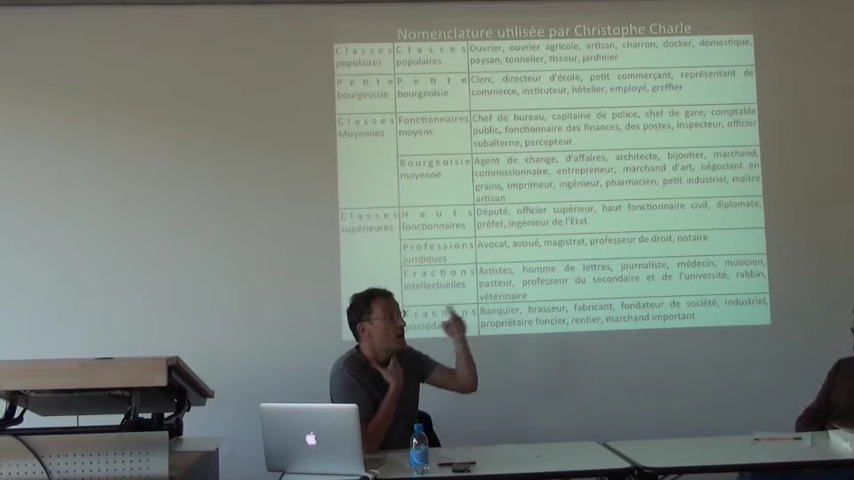 Nomenclature utilisée par Christophe Charle
Classes populaires
Classes populaires
Ouvrier, ouvrier agricole, artisan, charron, docker, domestique,
paysan, tonnelier, tisseur, jardinier
Petite bourgeoisie
Petite bourgeoisie
Clerc, directeur d'école, petit commerçant, représentant de
commerce, instituteur, hôtelier, employé, greffier
Classes Moyennes
Fonctionnaires moyens
Chef de bureau, capitaine de police, chef de gare, comptable
public, fonctionnaire des finances, des postes, inspecteur, officier
subalterne, percepteur
Bourgeoisie moyenne
Agent de change, d'affaires, architecte, bijoutier, marchand,
commissionnaire, entrepreneur, marchand d'art, négociant en
grains, imprimeur, ingénieur, pharmacien, petit industriel, maître
artisan
Classes supérieures
Hauts fonctionnaires
Député, officier supérieur, haut fonctionnaire civil, diplomate,
préfet, ingénieur de l'Etat
Professions juridiques
Avocat, avoué, magistrat, professeur de droit, notaire
Fractions intellectuelles
Artistes, homme de lettres, journaliste, médecin, musicien,
pasteur, professeur du secondaire et de l'université, rabbin,
vétérinaire
Banquier, brasseur, fabricant, fondateur de société, industriel,
propriétaire foncier, rentier, marchand important